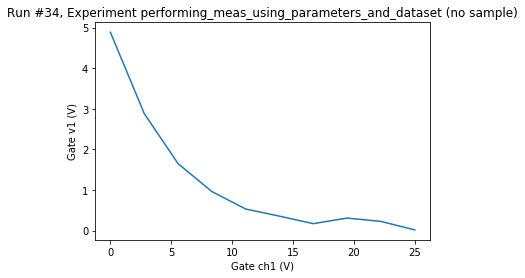 Run #34, Experiment performing_meas_using_parameters_and_dataset (no sample)
5
4
3
2
1
0
Gate v1 (V)
0 5 10 15 20 25
Gate ch1 (V)